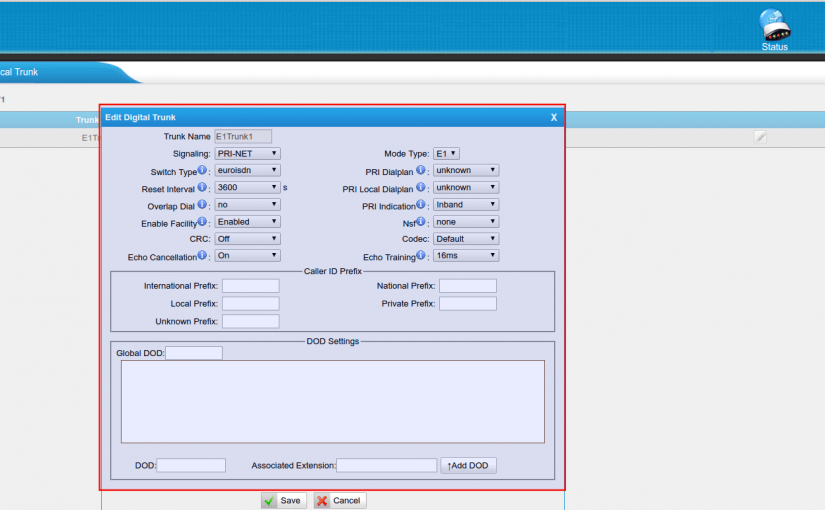 Status
cal Trunk
/1
Trunk
E1Tr
Edit Digital Trunk X
Trunk Name E1Trunk1
Signaling: PRI-NET Mode Type: E1
Switch Type: euroisdn PRI Dialplan : unknown
Reset Interval : 3600 s PRI Local Dialplan : unknown
Overlap Dial : no PRI Indication: Inband
Enable Facility: Enabled Nsf: none
CRC: Off Codec: Default
Echo Cancellation: On Echo Training: 16ms
Caller ID Prefix
International Prefix: National Prefix:
Local Prefix: Private Prefix:
Unknown Prefix:
DOD Settings
Global DOD:
DOD: Associated Extension: ↑Add DOD
Save Cancel